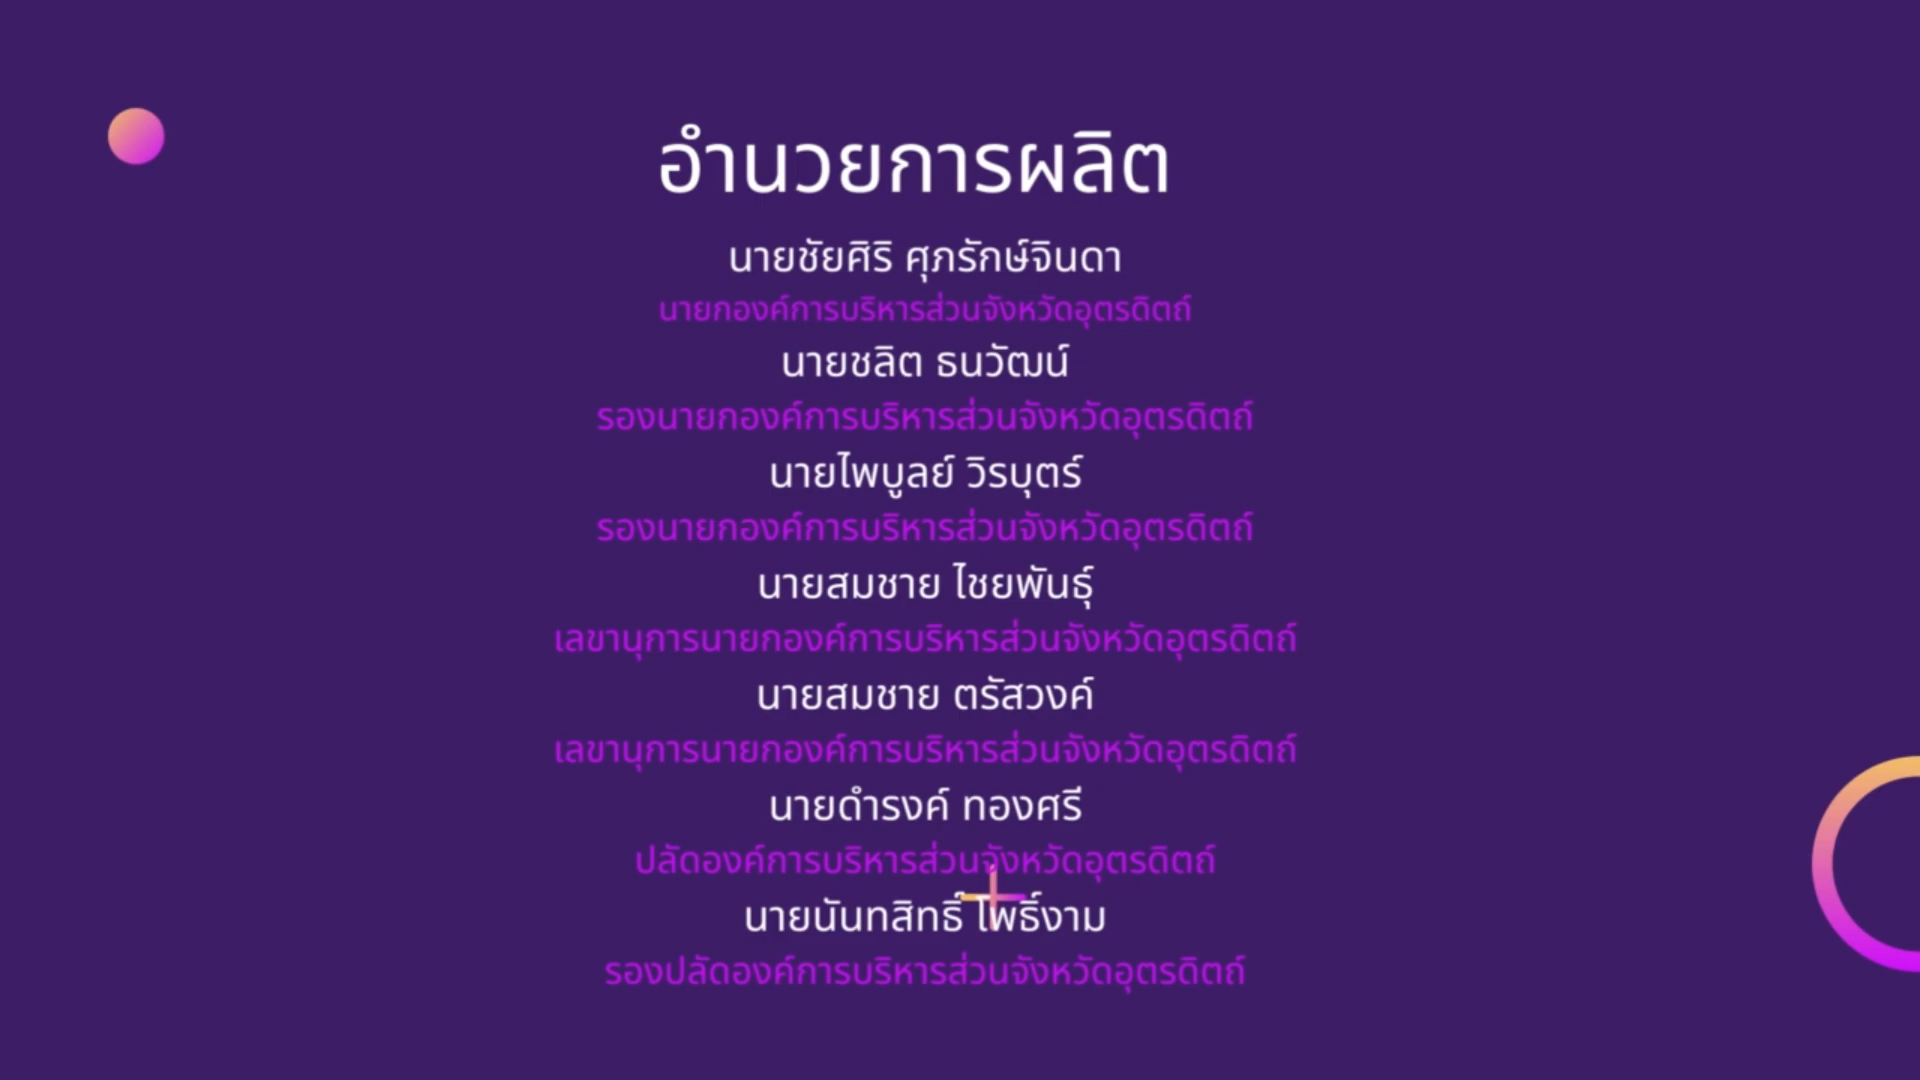 อำนวยการผลิต
นายชัยศิริ ศุภรักษ์จินดา
นายกองค์การบริหารส่วนจังหวัดอุตรดิตถ์
นายชลิต ธนวัฒน์
รองนายกองค์การบริหารส่วนจังหวัดอุตรดิตถ์
นายไพบูลย์ วิรบุตร์
รองนายกองค์การบริหารส่วนจังหวัดอุตรดิตถ์
นายสมชาย ไชยพันธุ์
เลขานุการนายกองค์การบริหารส่วนจังหวัดอุตรดิตถ์
นายสมชาย ตรัสวงค์
เลขานุการนายกองค์การบริหารส่วนจังหวัดอุตรดิตถ์
นายดำรงค์ ทองศรี
ปลัดองค์การบริหารส่วนจังหวัดอุตรดิตถ์
นายนันทสิทธิ์ โพธิ์งาม
รองปลัดองค์การบริหารส่วนจังหวัดอุตรดิตถ์